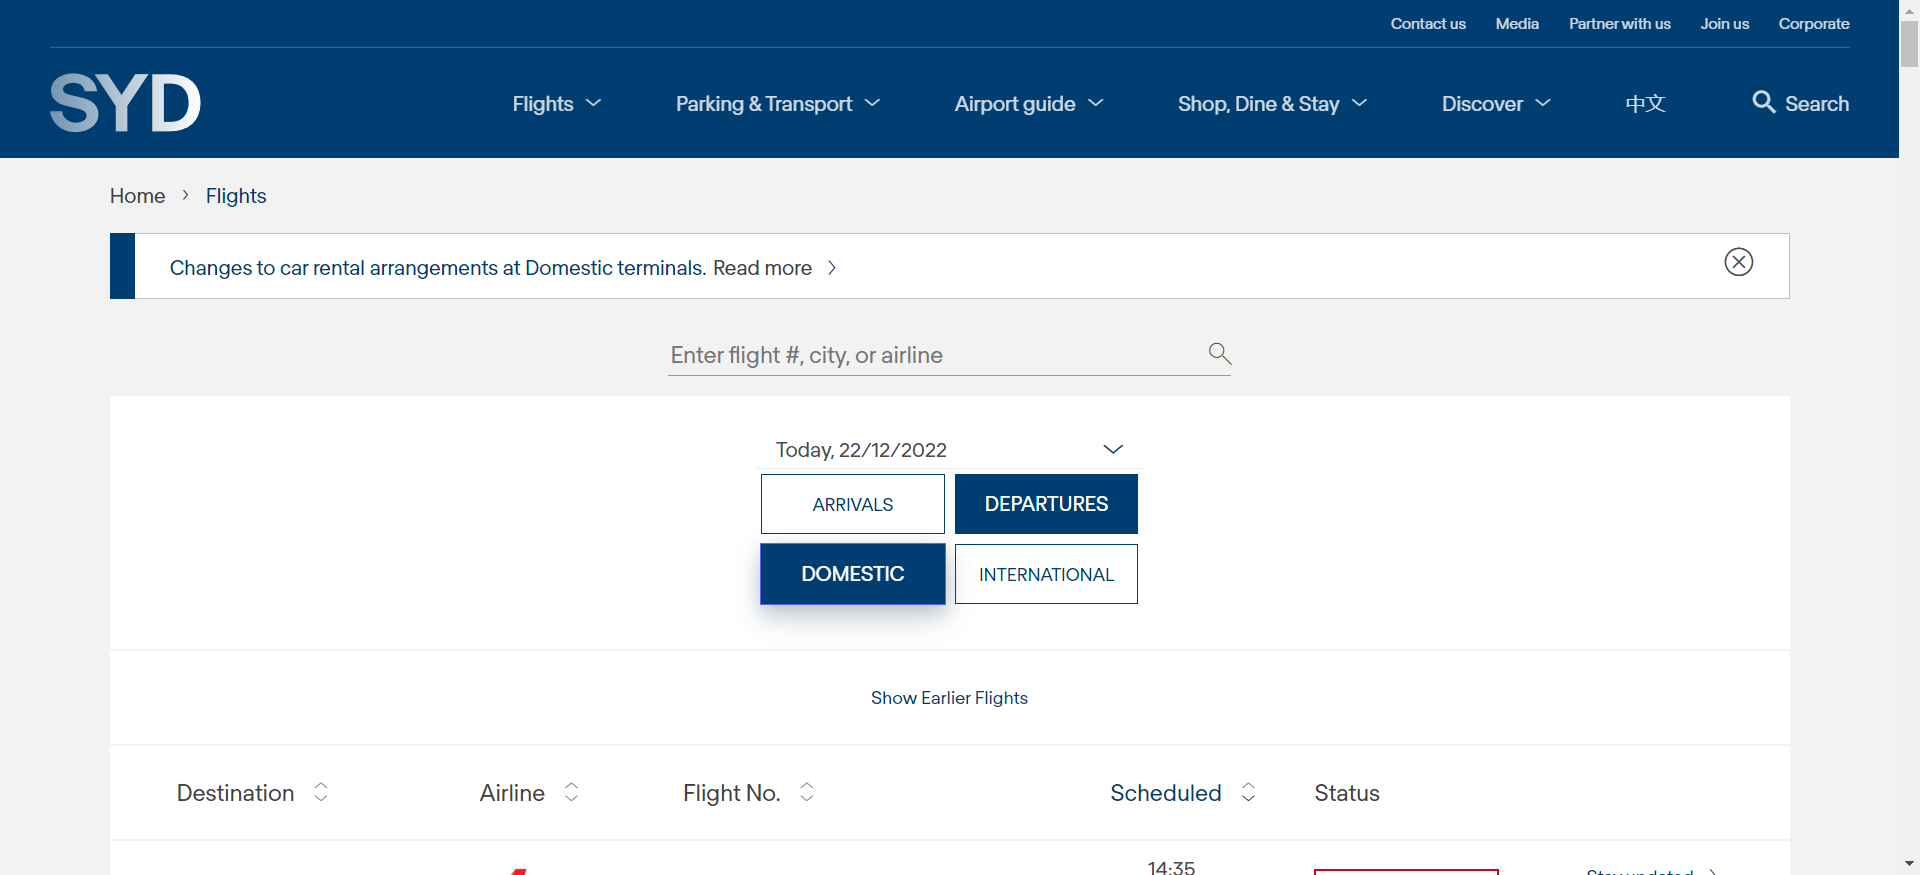 Contact us Media Partner with us Join us Corporate
SYD
Flights Parking & Transport Airport guide Shop, Dine & Stay Discover 中文 Search
Home > Flights
Changes to car rental arrangements at Domestic terminals. Read more
Enter flight #, city, or airline
Today, 22/12/2022
ARRIVALS DEPARTURES
DOMESTIC INTERNATIONAL
Show Earlier Flights
Destination Airline Flight No. Scheduled Status
14:35
Stay updated